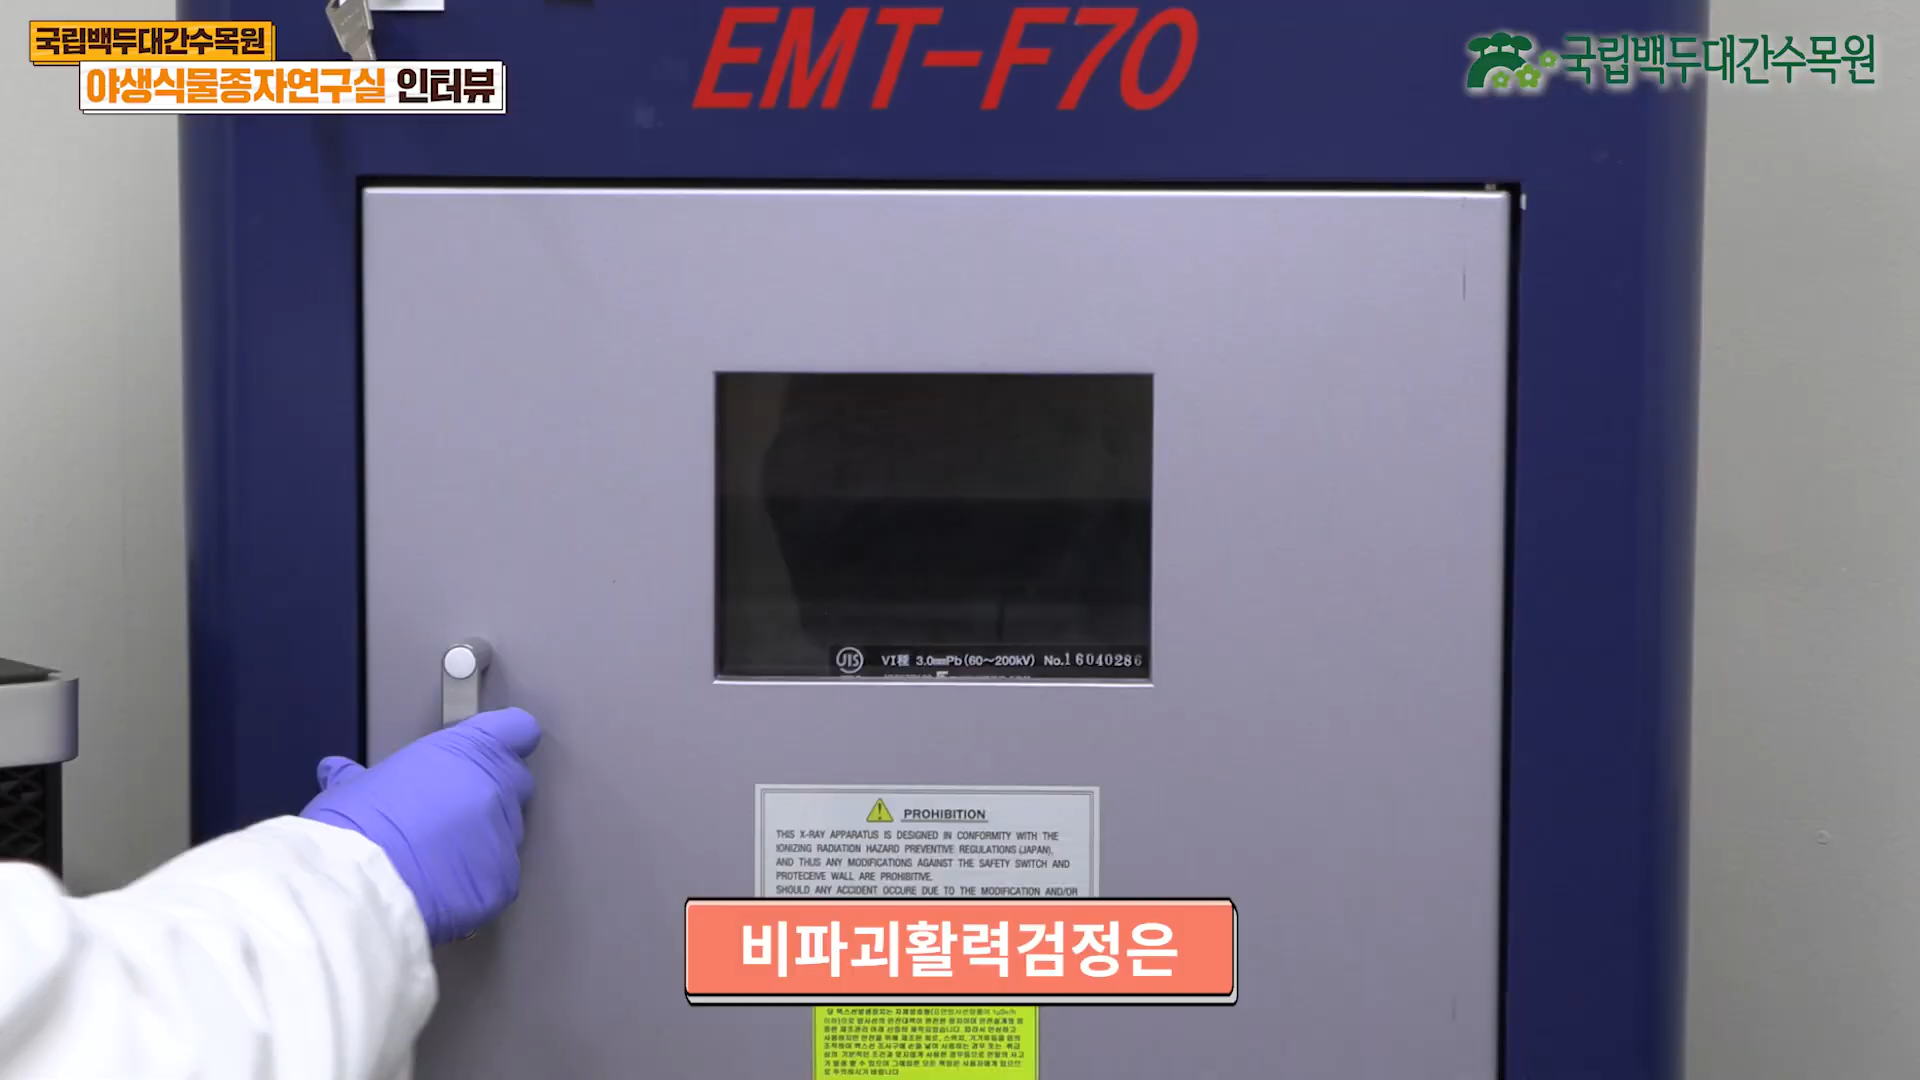 국립백두대간수목원
야생식물종자연구실 인터뷰
국립백두대간수목원
EMT-F70
JIS VI種 3.0mmPb(60~200kV) No.16040286
PROHIBITION
THIS X-RAY APPARATUS IS DESIGNED IN CONFORMITY WITH THE
IONIZING RADIATION HAZARD PREVENTIVE REGULATIONS (JAPAN),
AND THUS ANY MODIFICATIONS AGAINST THE SAFETY SWITCH AND
PROTECEIVE WALL ARE PROHIBITIVE.
SHOULD ANY ACCIDENT OCCURE DUE TO THE MODIFICATION AND/OR
비파괴활력검정은